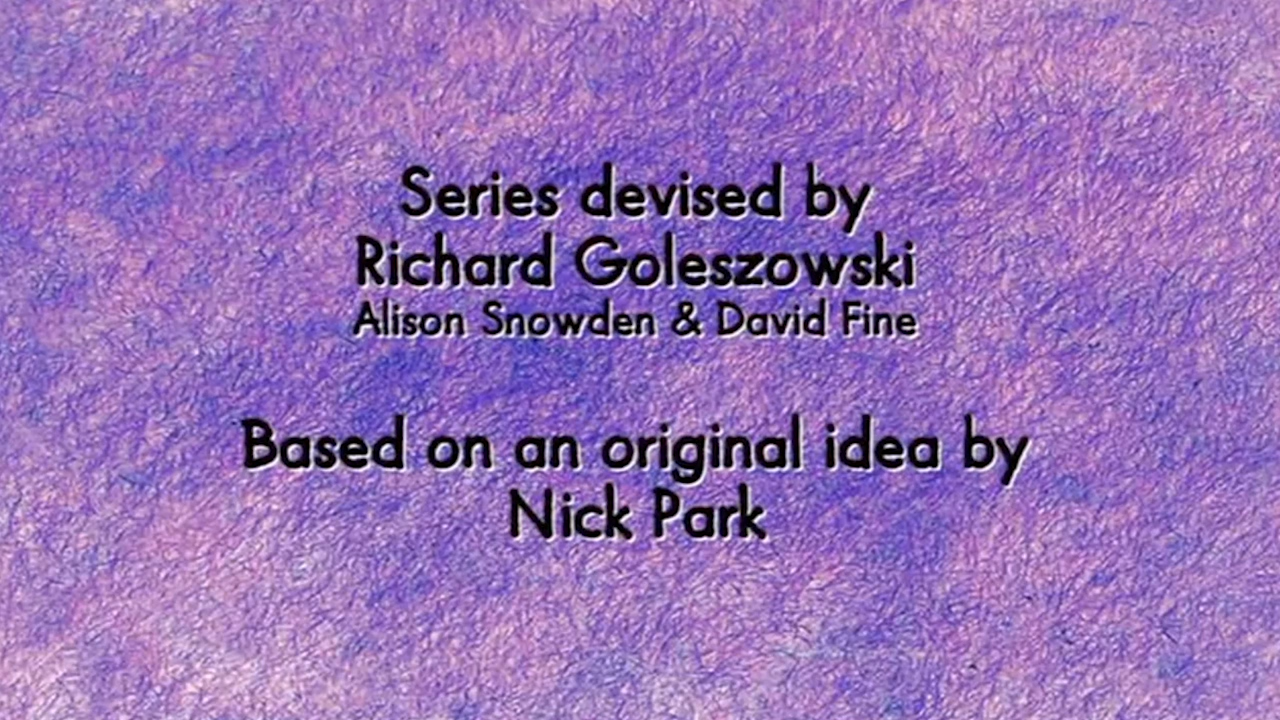 Series devised by
Richard Goleszowski
Alison Snowden & David Fine
Based on an original idea by
Nick Park